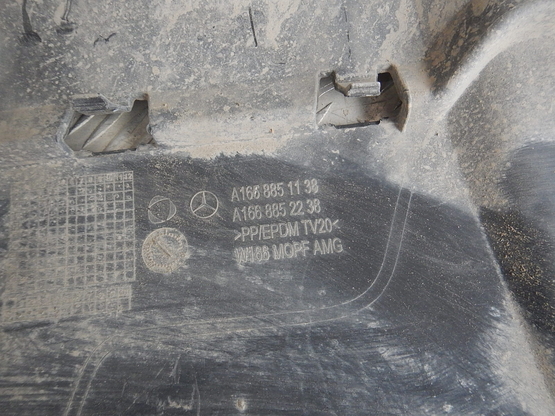 A166 885 11 38
A166 885 22 38
>PP/EPDM TV20<
W166 MOPF AMG